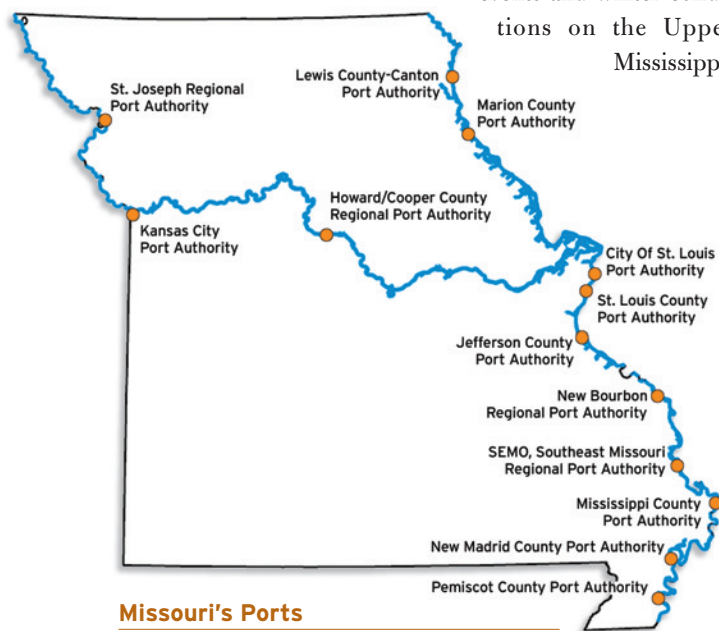 tions on the Uppe
Mississipp
St. Joseph Regional
Port Authority
Lewis County-Canton
Port Authority
Marion County
Port Authority
Howard/Cooper County
Regional Port Authority
Kansas City
Port Authority
City Of St. Louis
Port Authority
St. Louis County
Port Authority
Jefferson County
Port Authority
New Bourbon
Regional Port Authority
SEMO, Southeast Missouri
Regional Port Authority
Mississippi County
Port Authority
New Madrid County Port Authority
Pemiscot County Port Authority
Missouri's Ports